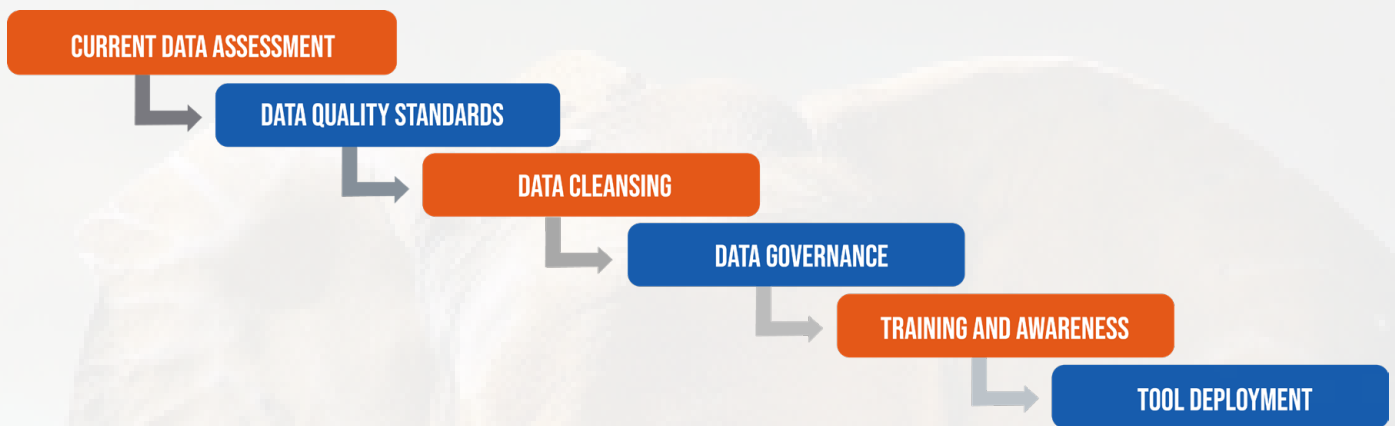 CURRENT DATA ASSESSMENT
DATA QUALITY STANDARDS
DATA CLEANSING
DATA GOVERNANCE
TRAINING AND AWARENESS
TOOL DEPLOYMENT